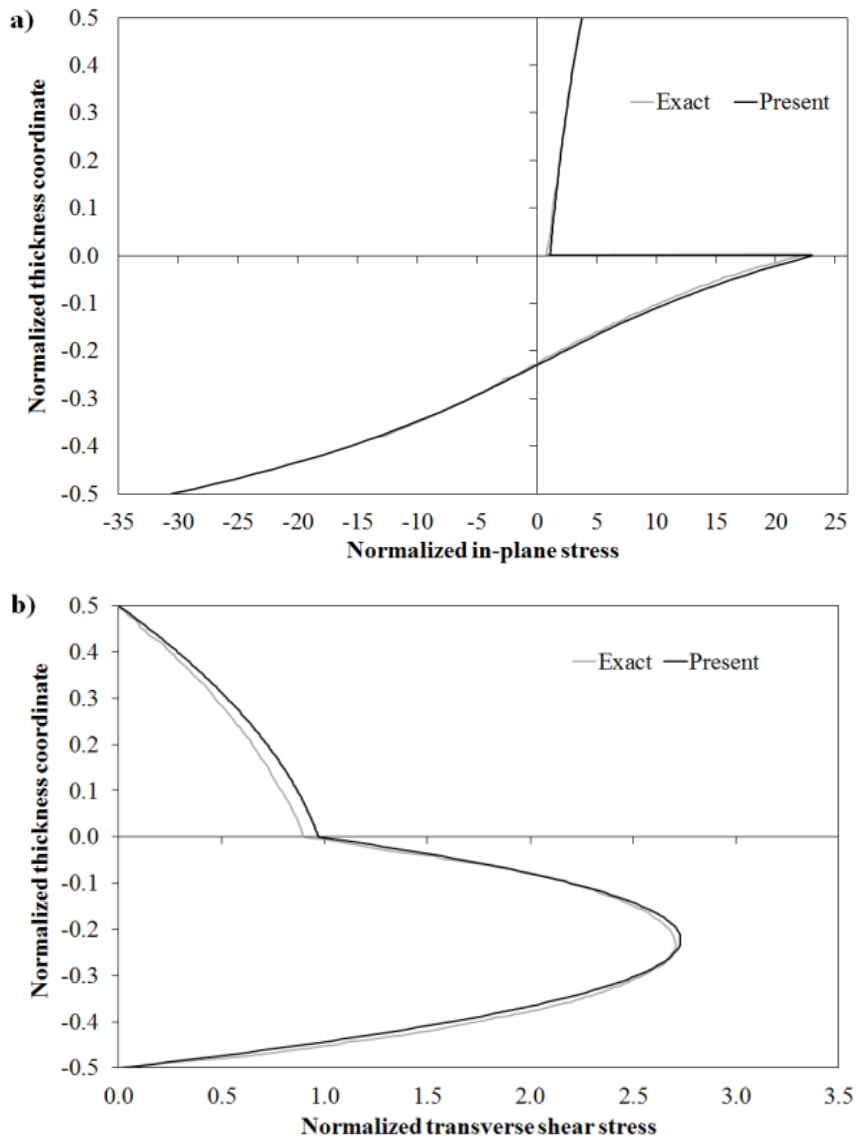 a)
Normalized thickness coordinate
0.5
0.4
0.3
0.2
0.1
0.0
-0.1
-0.2
-0.3
-0.4
-0.5
Exact Present
-35 -30 -25 -20 -15 -10 -5 0 5 10 15 20 25
Normalized in-plane stress
b)
Normalized thickness coordinate
0.5
0.4
0.3
0.2
0.1
0.0
-0.1
-0.2
-0.3
-0.4
-0.5
Exact Present
0.0 0.5 1.0 1.5 2.0 2.5 3.0 3.5
Normalized transverse shear stress